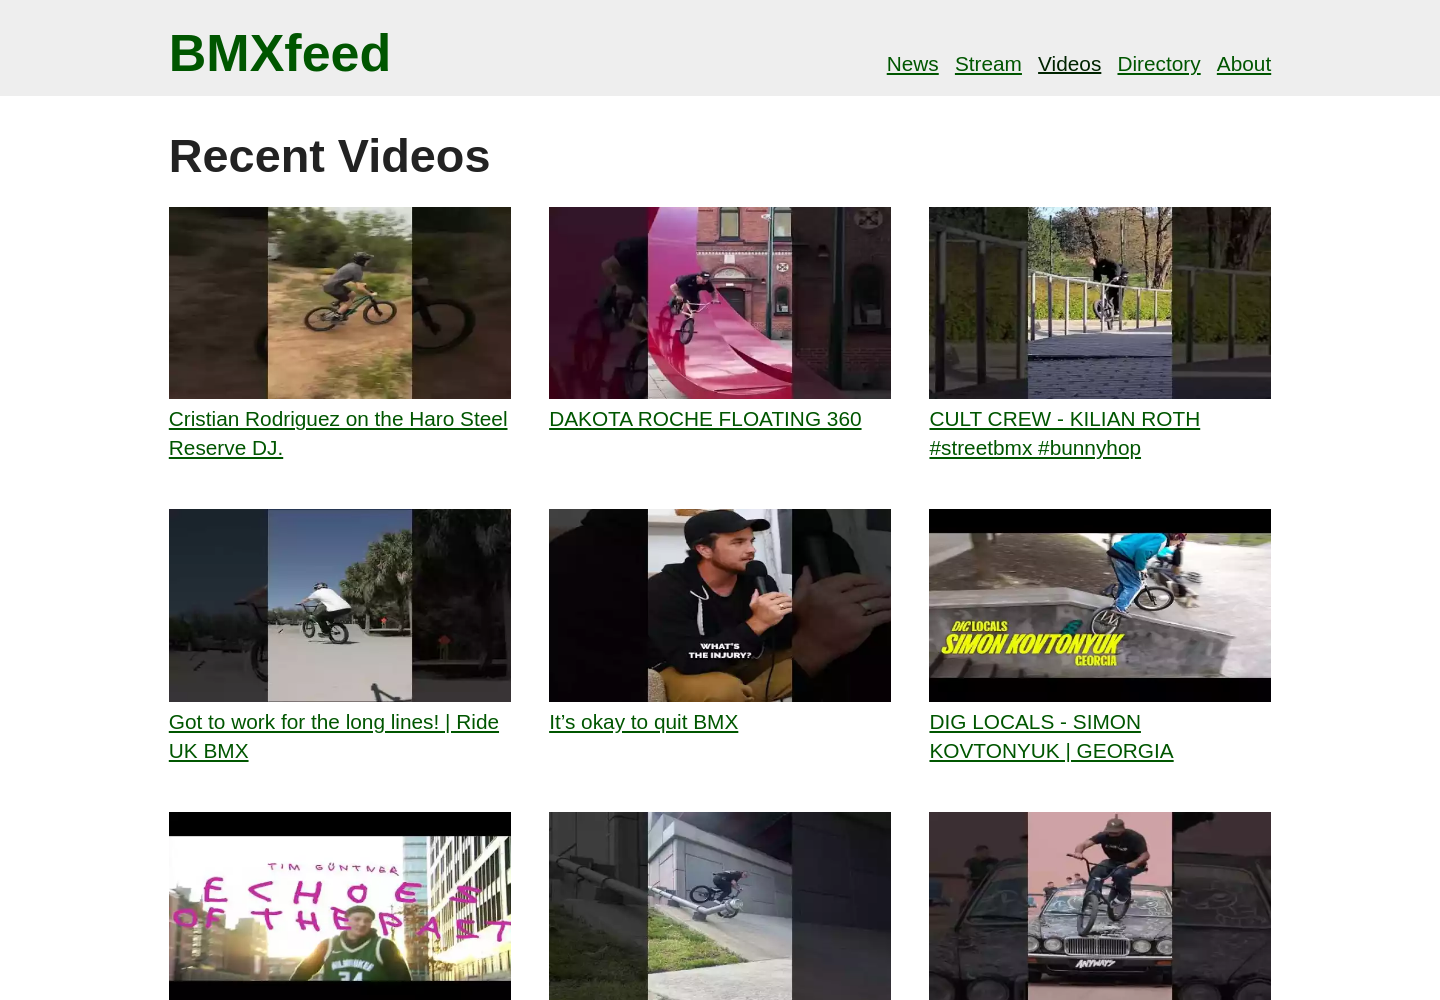 BMXfeed
News Stream Videos Directory About
Recent Videos
Cristian Rodriguez on the Haro Steel
Reserve DJ.
DAKOTA ROCHE FLOATING 360
CULT CREW - KILIAN ROTH
#streetbmx #bunnyhop
WHAT'S
THE INJURY?
DIG LOCALS
SIMON KOVTONYUK
GEORGIA
Got to work for the long lines! | Ride
UK BMX
It’s okay to quit BMX
DIG LOCALS - SIMON
KOVTONYUK | GEORGIA
TIM GÜNTNER
ECHOES
OF THE PAST
MILWAUKEE
34
ANYWAYS